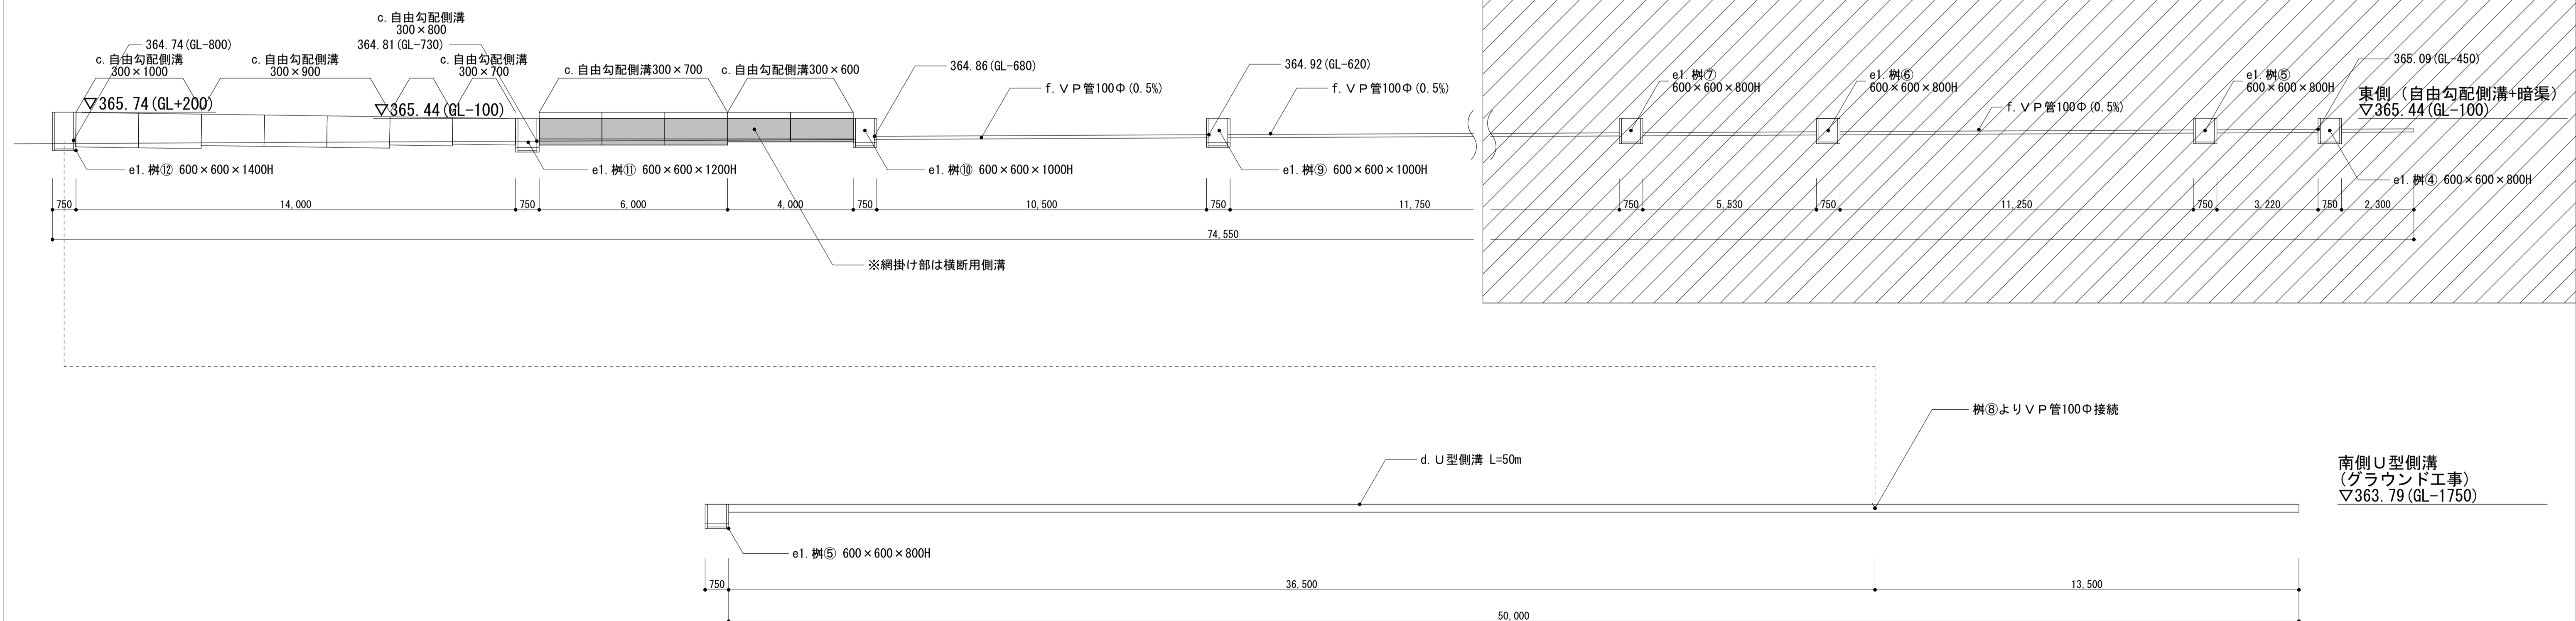 c. 自由勾配側溝
300×800
364.74(GL-800)
364.81(GL-730)
c. 自由勾配側溝
300×1000
c. 自由勾配側溝
300×900
c. 自由勾配側溝
300×700
c. 自由勾配側溝300×700
c. 自由勾配側溝300×600
364.86(GL-680)
f. VP管100Φ(0.5%)
364.92(GL-620)
f. VP管100Φ(0.5%)
e1. 桝⑦
600×600×800H
e1. 桝⑥
600×600×800H
f. VP管100Φ(0.5%)
e1. 桝⑤
600×600×800H
365.09(GL-450)
東側（自由勾配側溝+暗渠）
▽365.44(GL-100)
▽365.74(GL+200)
▽365.44(GL-100)
e1. 桝⑫ 600×600×1400H
e1. 桝⑪ 600×600×1200H
e1. 桝⑩ 600×600×1000H
e1. 桝⑨ 600×600×1000H
e1. 桝④ 600×600×800H
750
14,000
750
6,000
4,000
750
10,500
750
11,750
750
5,530
750
11,250
750
3,220
750
2,300
74,550
※網掛け部は横断用側溝
桝⑧よりVP管100Φ接続
d. U型側溝 L=50m
南側U型側溝
(グラウンド工事)
▽363.79(GL-1750)
e1. 桝⑤ 600×600×800H
750
36,500
13,500
50,000